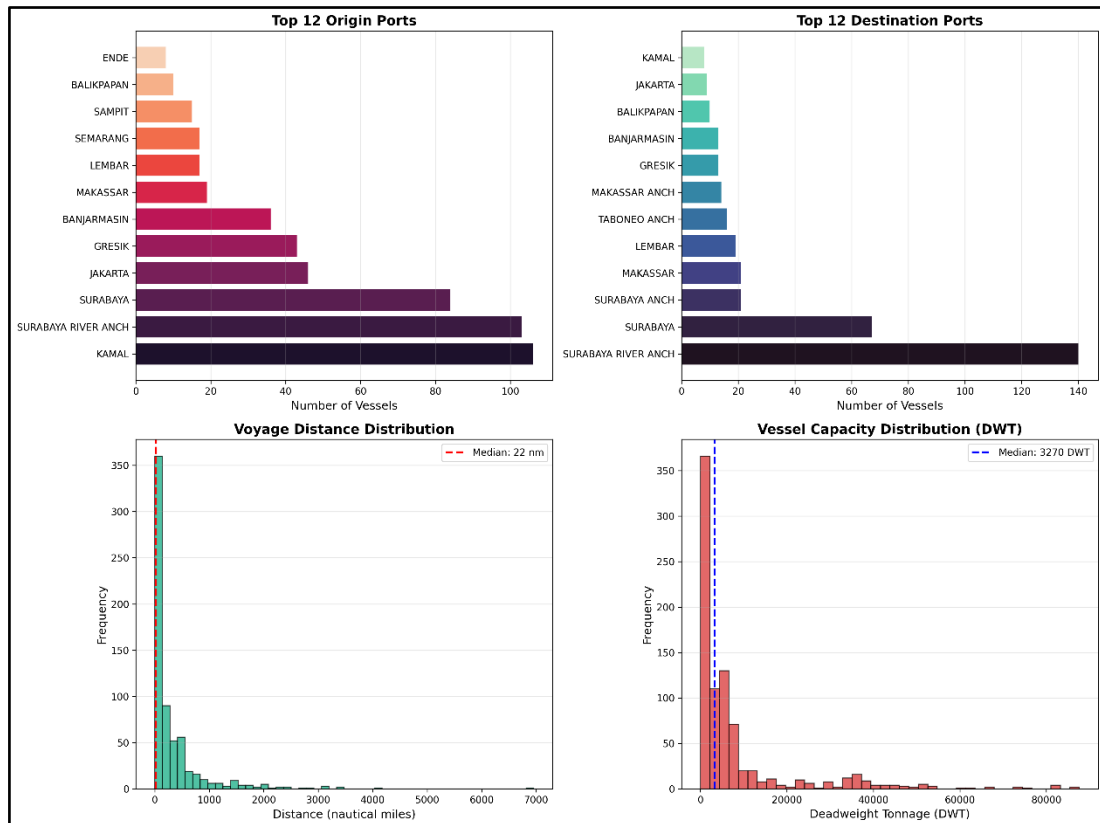 Top 12 Origin Ports
ENDE
BALIKPAPAN
SAMPIT
SEMARANG
LEMBAR
MAKASSAR
BANJARMASIN
GRESIK
JAKARTA
SURABAYA
SURABAYA RIVER ANCH
KAMAL
0 20 40 60 80 100
Number of Vessels
Top 12 Destination Ports
KAMAL
JAKARTA
BALIKPAPAN
BANJARMASIN
GRESIK
MAKASSAR ANCH
TABONEO ANCH
LEMBAR
MAKASSAR
SURABAYA ANCH
SURABAYA
SURABAYA RIVER ANCH
0 20 40 60 80 100 120 140
Number of Vessels
Voyage Distance Distribution
Median: 22 nm
350
300
250
200
150
100
50
0
Frequency
0 1000 2000 3000 4000 5000 6000 7000
Distance (nautical miles)
Vessel Capacity Distribution (DWT)
Median: 3270 DWT
350
300
250
200
150
100
50
0
Frequency
0 20000 40000 60000 80000
Deadweight Tonnage (DWT)